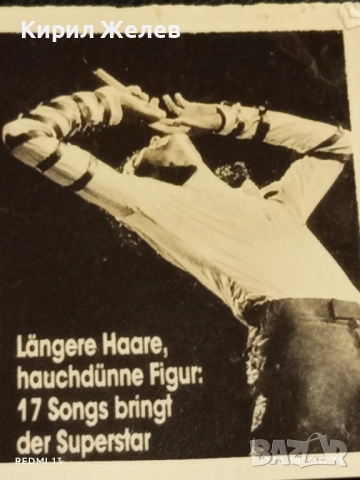 Кирил Желев
Längere Haare,
hauchdünne Figur:
17 Songs bringt
der Superstar
BAZAR
REDMI 13